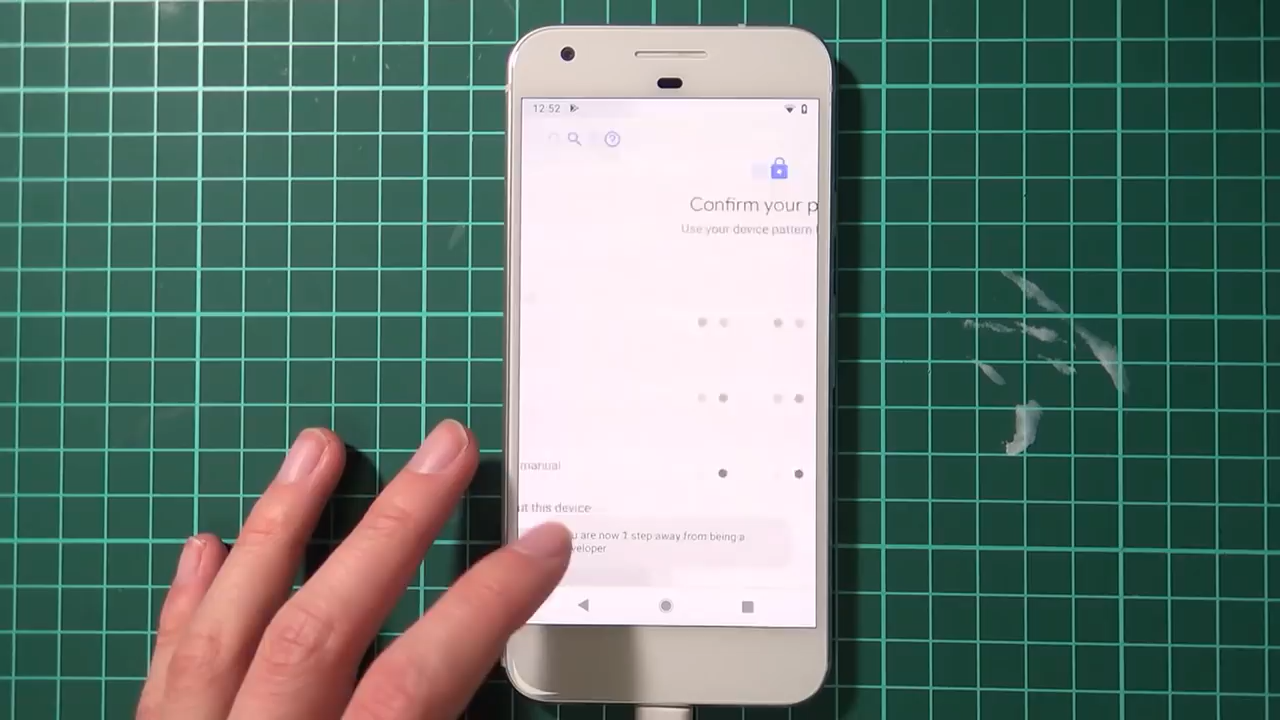 12:52
Confirm your p
Use your device pattern
manual
ut this device
u are now 1 step away from being a
veloper